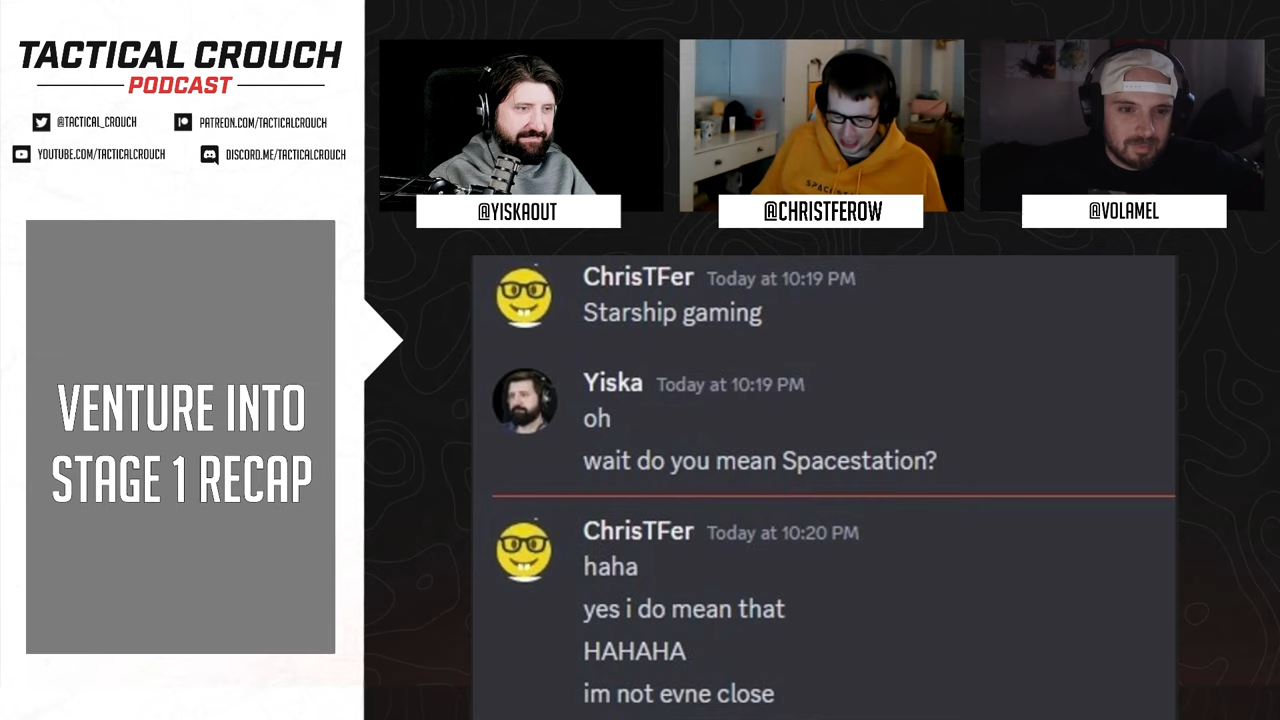 TACTICAL CROUCH
PODCAST
@TACTICAL_CROUCH
PATREON.COM/TACTICALCROUCH
YOUTUBE.COM/TACTICALCROUCH
DISCORD.ME/TACTICALCROUCH
VENTURE INTO
STAGE 1 RECAP
@YISKAOUT
@CHRISTFEROW
@VOLAMEL
ChrisTFer Today at 10:19 PM
Starship gaming
Yiska Today at 10:19 PM
oh
wait do you mean Spacestation?
ChrisTFer Today at 10:20 PM
haha
yes i do mean that
HAHAHA
im not evne close